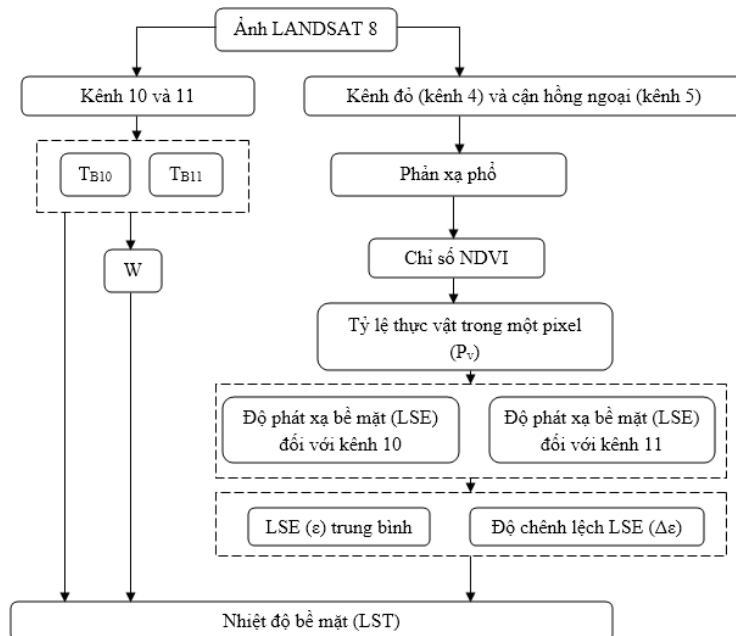 Ảnh LANDSAT 8
Kênh 10 và 11
Kênh đỏ (kênh 4) và cận hồng ngoại (kênh 5)
TB10
TB11
Phản xạ phổ
W
Chỉ số NDVI
Tỷ lệ thực vật trong một pixel
(Pv)
Độ phát xạ bề mặt (LSE)
đối với kênh 10
Độ phát xạ bề mặt (LSE)
đối với kênh 11
LSE (ε) trung bình
Độ chênh lệch LSE (Δε)
Nhiệt độ bề mặt (LST)